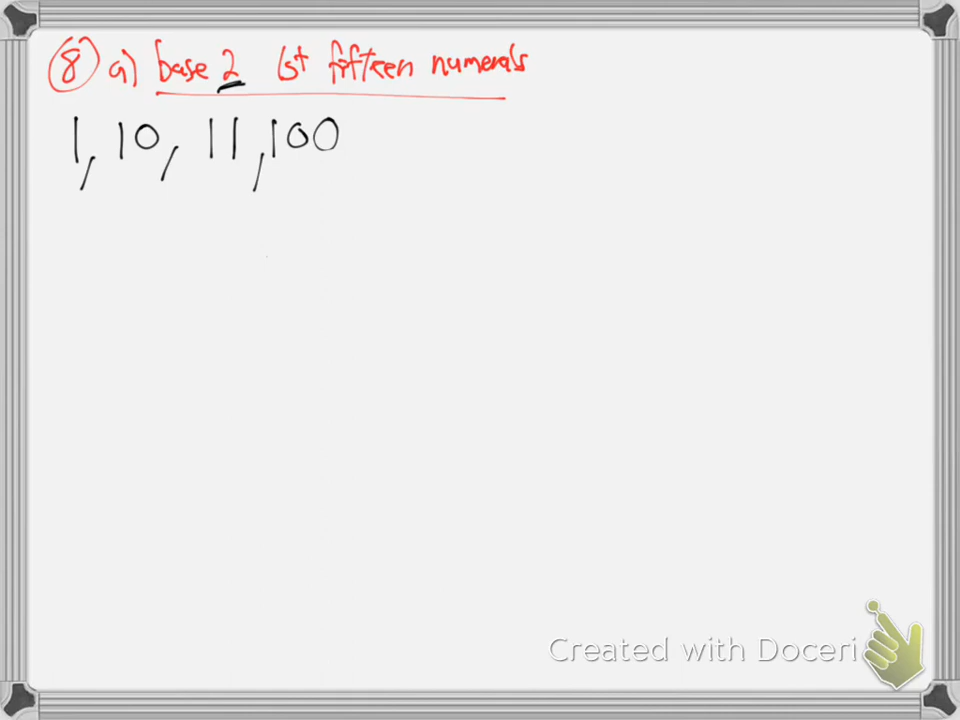 8 a) base 2 1st fifteen numerals
1, 10, 11, 100
Created with Doceri